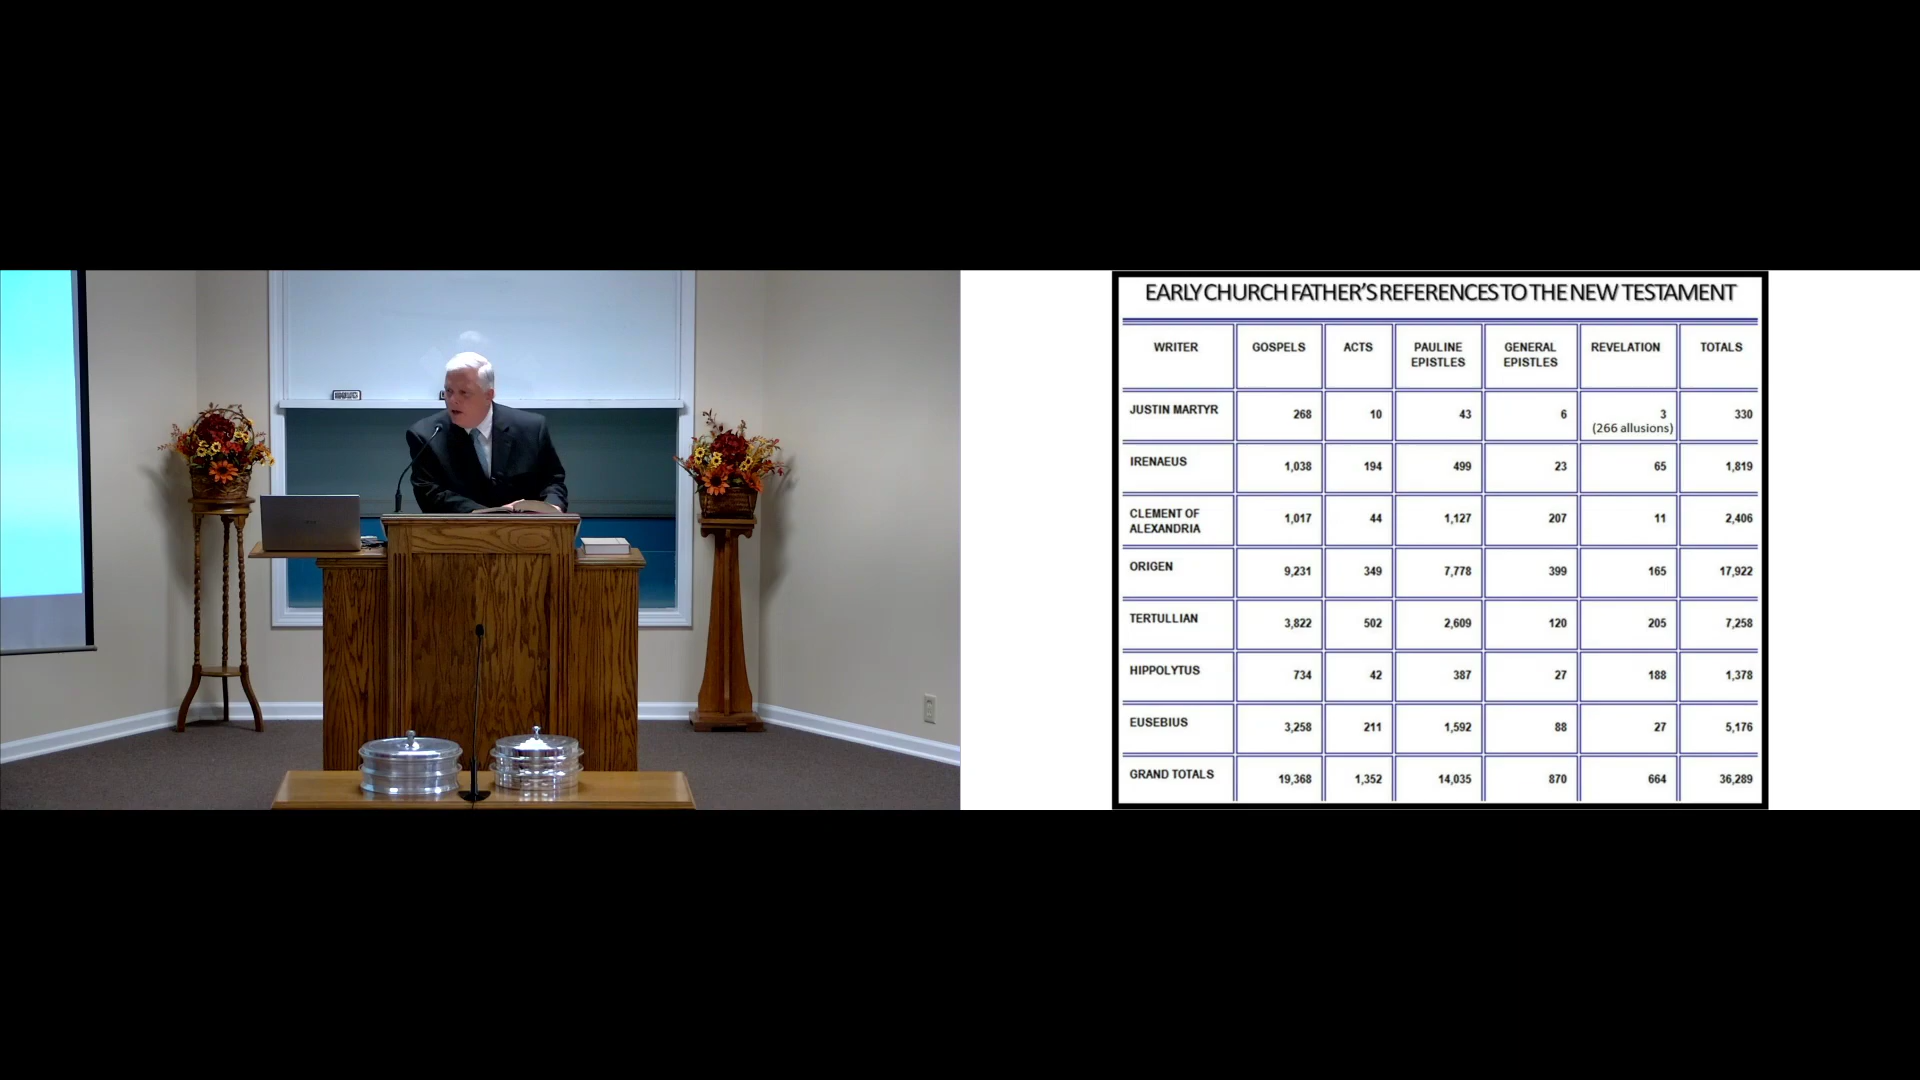 EARLY CHURCH FATHER'S REFERENCES TO THE NEW TESTAMENT
WRITER GOSPELS ACTS PAULINE EPISTLES GENERAL EPISTLES REVELATION TOTALS
JUSTIN MARTYR 268 10 43 6 3 (266 allusions) 330
IRENAEUS 1,038 194 499 23 65 1,819
CLEMENT OF ALEXANDRIA 1,017 44 1,127 207 11 2,406
ORIGEN 9,231 349 7,778 399 165 17,922
TERTULLIAN 3,822 502 2,609 120 205 7,258
HIPPOLYTUS 734 42 387 27 188 1,378
EUSEBIUS 3,258 211 1,592 88 27 5,176
GRAND TOTALS 19,368 1,352 14,035 870 664 36,289